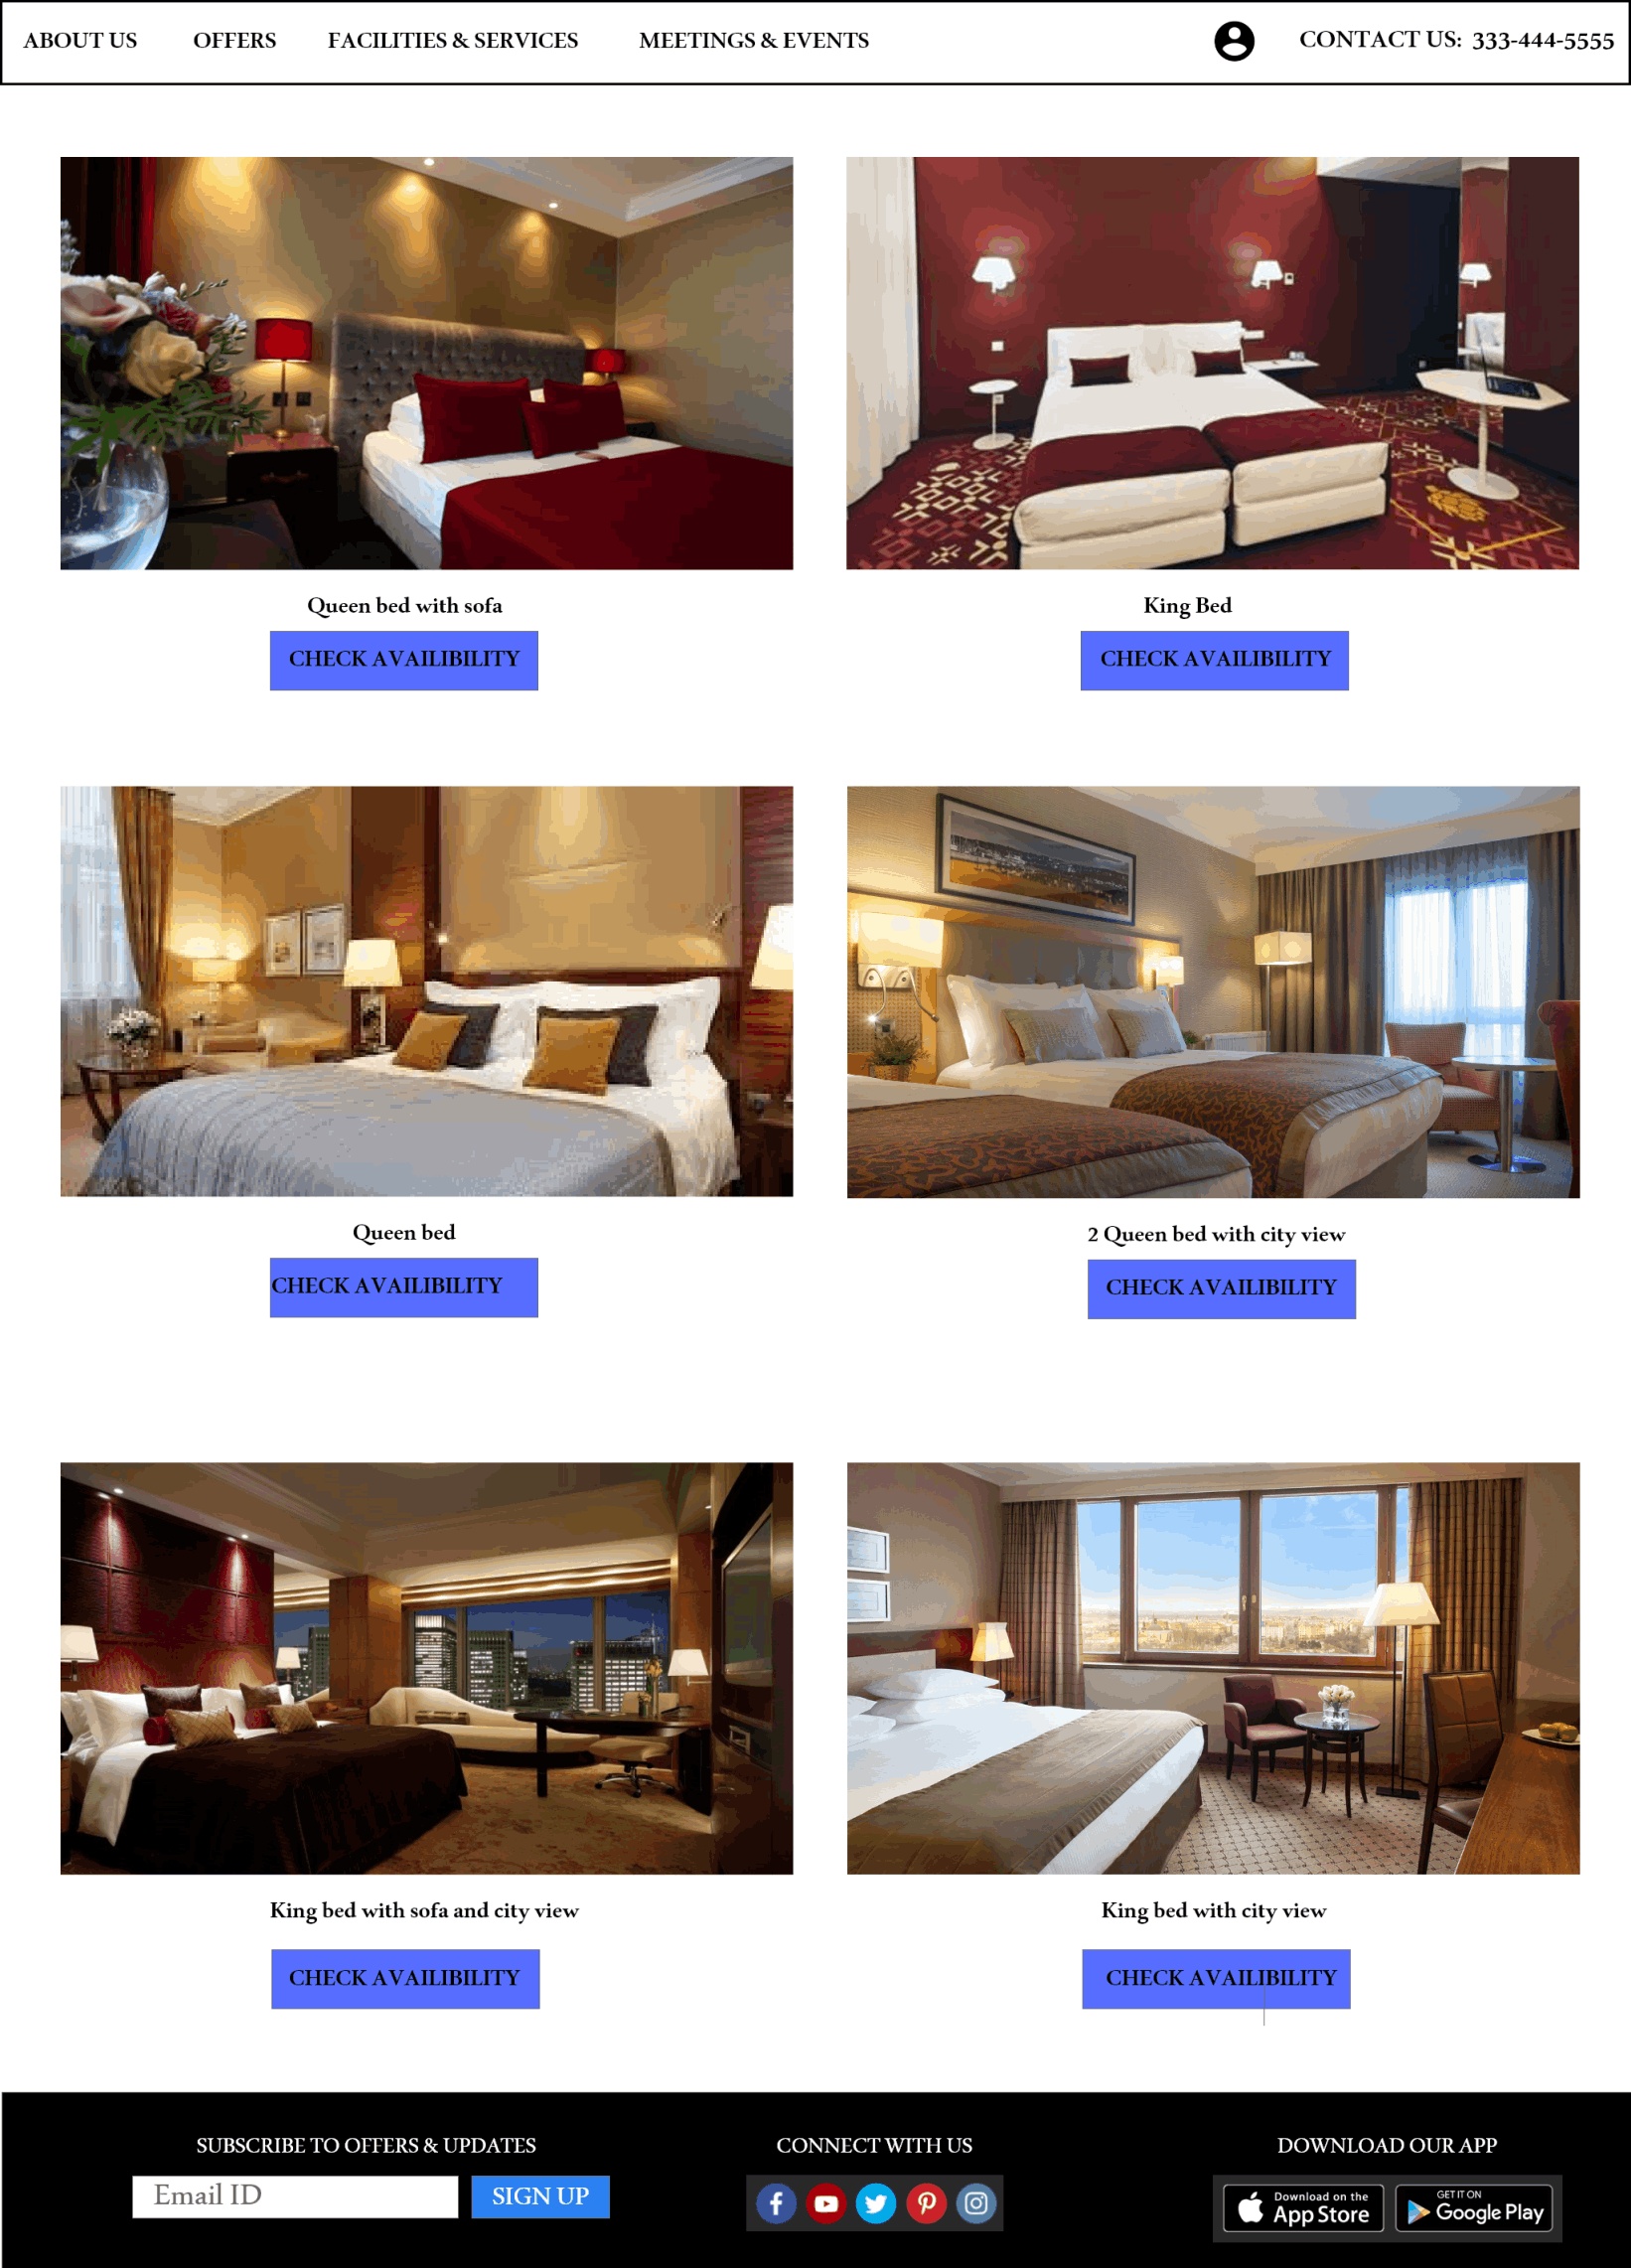 ABOUT US OFFERS FACILITIES & SERVICES MEETINGS & EVENTS CONTACT US: 333-444-5555
Queen bed with sofa King Bed
CHECK AVAILIBILITY CHECK AVAILIBILITY
Queen bed 2 Queen bed with city view
CHECK AVAILIBILITY CHECK AVAILIBILITY
King bed with sofa and city view King bed with city view
CHECK AVAILIBILITY CHECK AVAILIBILITY
SUBSCRIBE TO OFFERS & UPDATES CONNECT WITH US DOWNLOAD OUR APP
Email ID SIGN UP
Download on the GET IT ON
App Store Google Play